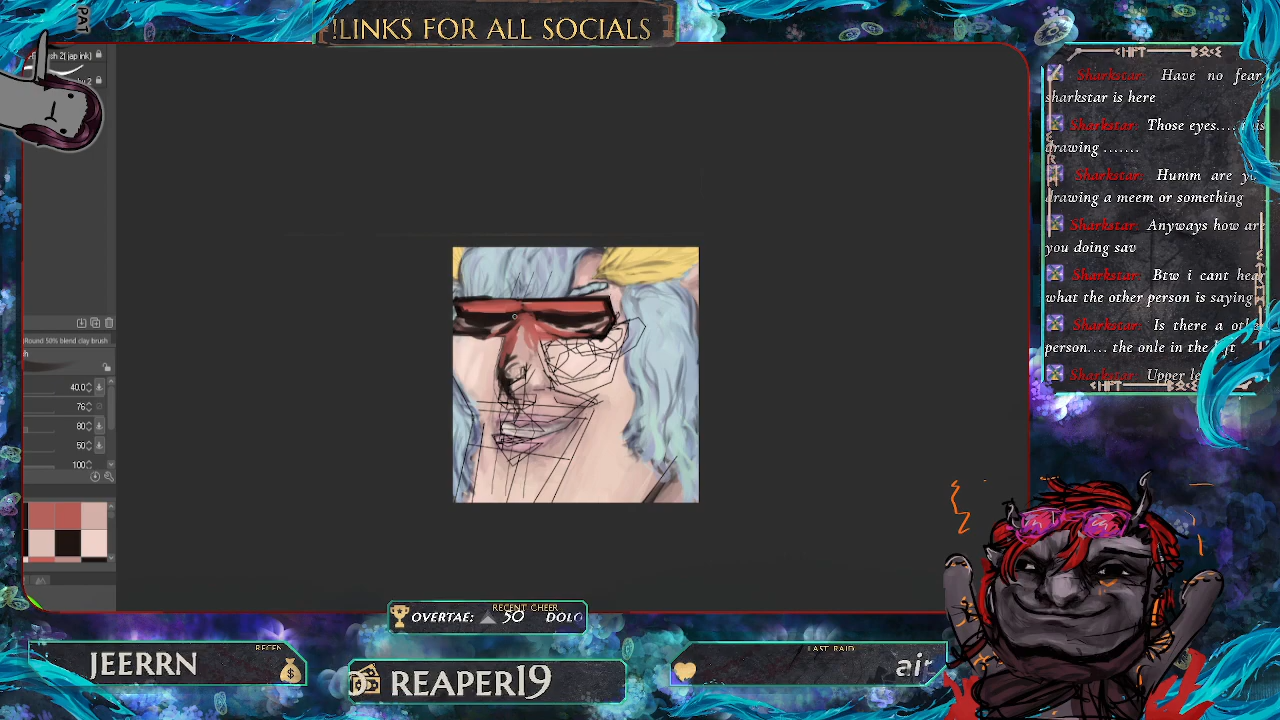 !LINKS FOR ALL SOCIALS
PAT
Sharkstar: Have no fear
sharkstar is here
Sharkstar: Those eyes....
drawing .......
Sharkstar: Humm are
drawing a meem or something
Sharkstar: Anyways how are
you doing sav
Sharkstar: Btw i cant
what the other person is saying
Sharkstar: Is there a
person.... the onle in the
Sharkstar: Upper
Round 50% blend clay brush
40.0
76
80
50
100
RECENT CHEER
OVERTAE: 50
JEERRN
REAPER19
LAST RAID